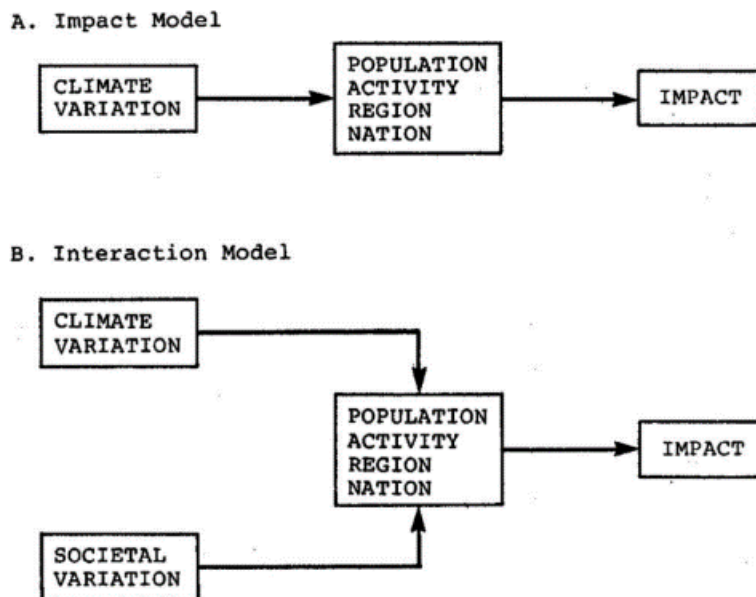 A. Impact Model
CLIMATE
VARIATION
POPULATION
ACTIVITY
REGION
NATION
IMPACT
B. Interaction Model
CLIMATE
VARIATION
POPULATION
ACTIVITY
REGION
NATION
IMPACT
SOCIETAL
VARIATION